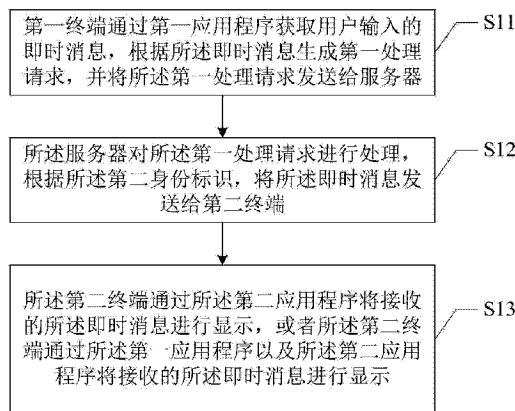 第一终端通过第一应用程序获取用户输入的
即时消息，根据所述即时消息生成第一处理
请求，并将所述第一处理请求发送给服务器
S11
所述服务器对所述第一处理请求进行处理，
根据所述第二身份标识，将所述即时消息发
送给第二终端
S12
所述第二终端通过所述第二应用程序将接收
的所述即时消息进行显示，或者所述第二终
端通过所述第一应用程序以及所述第二应用
程序将接收的所述即时消息进行显示
S13